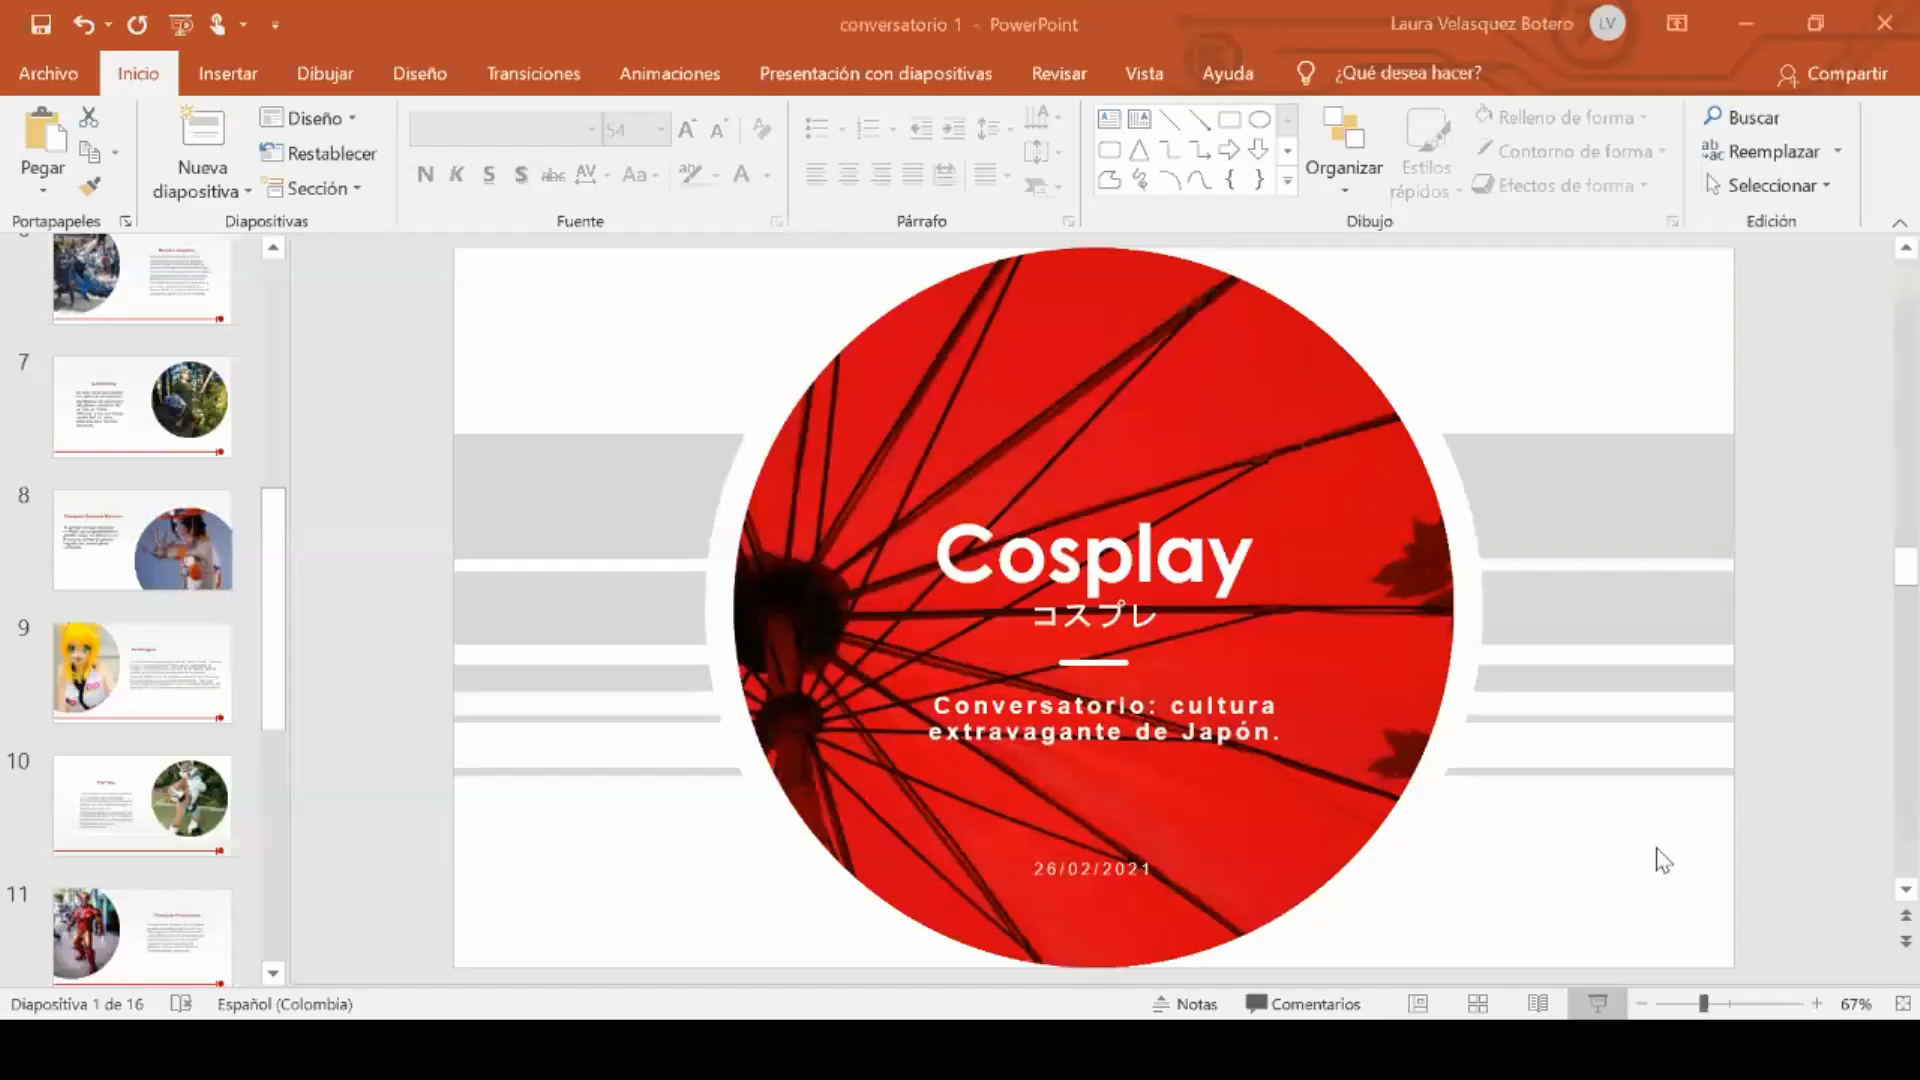 conversatorio 1 - PowerPoint
Laura Velasquez Botero
LV
Archivo
Inicio
Insertar
Dibujar
Diseño
Transiciones
Animaciones
Presentación con diapositivas
Revisar
Vista
Ayuda
¿Qué desea hacer?
Compartir
Pegar
Portapapeles
Nueva diapositiva
Diseño
Restablecer
Sección
Diapositivas
54
N K S S abc AV Aa A
Fuente
Párrafo
Organizar
Estilos rápidos
Relleno de forma
Contorno de forma
Efectos de forma
Dibujo
Buscar
Reemplazar
Seleccionar
Edición
7
8
9
10
11
Cosplay
コスプレ
Conversatorio: cultura
extravagante de Japón.
26/02/2021
Diapositiva 1 de 16
Español (Colombia)
Notas
Comentarios
67%